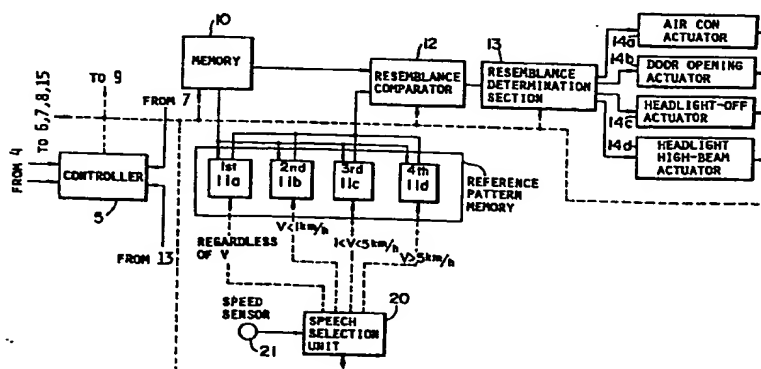 10
MEMORY
12
RESEMBLANCE
COMPARATOR
13
RESEMBLANCE
DETERMINATION
SECTION
14a
AIR CON
ACTUATOR
14b
DOOR OPENING
ACTUATOR
14c
HEADLIGHT-OFF
ACTUATOR
14d
HEADLIGHT
HIGH-BEAM
ACTUATOR
TO 9
TO 6,7,8,15
FROM 7
FROM 4
CONTROLLER
5
FROM 13
1st
11a
2nd
11b
3rd
11c
4th
11d
REFERENCE
PATTERN
MEMORY
REGARDLESS
OF V
V<1km/h
1<V<5km/h
V>5km/h
SPEED
SENSOR
21
SPEECH
SELECTION
UNIT
20